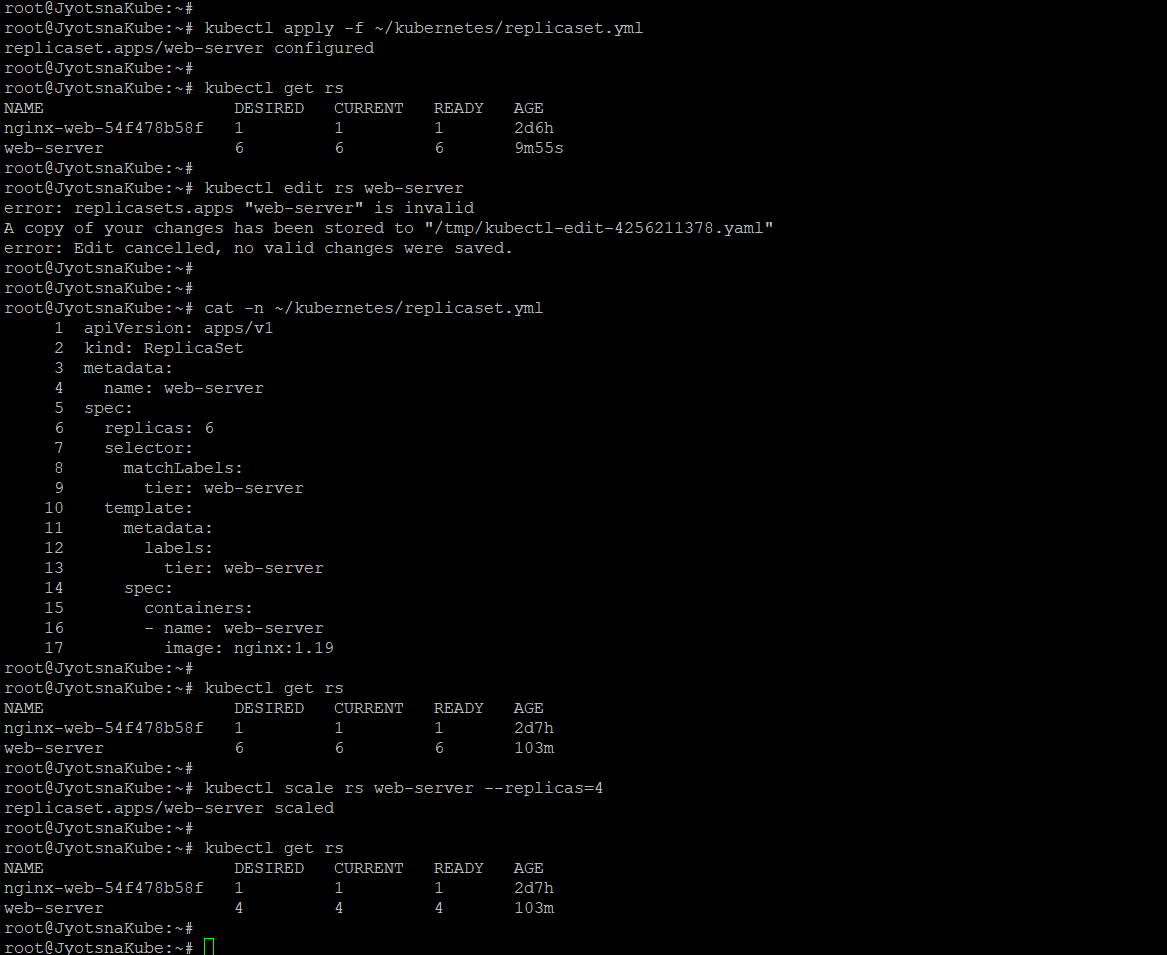 root@JyotsnaKube:~#
root@JyotsnaKube:~# kubectl apply -f ~/kubernetes/replicaset.yml
replicaset.apps/web-server configured
root@JyotsnaKube:~#
root@JyotsnaKube:~# kubectl get rs
NAME                   DESIRED   CURRENT   READY   AGE
nginx-web-54f478b58f   1         1         1       2d6h
web-server             6         6         6       9m55s
root@JyotsnaKube:~#
root@JyotsnaKube:~# kubectl edit rs web-server
error: replicasets.apps "web-server" is invalid
A copy of your changes has been stored to "/tmp/kubectl-edit-4256211378.yaml"
error: Edit cancelled, no valid changes were saved.
root@JyotsnaKube:~#
root@JyotsnaKube:~#
root@JyotsnaKube:~# cat -n ~/kubernetes/replicaset.yml
     1  apiVersion: apps/v1
     2  kind: ReplicaSet
     3  metadata:
     4    name: web-server
     5  spec:
     6    replicas: 6
     7    selector:
     8      matchLabels:
     9        tier: web-server
    10    template:
    11      metadata:
    12        labels:
    13          tier: web-server
    14      spec:
    15        containers:
    16        - name: web-server
    17          image: nginx:1.19
root@JyotsnaKube:~#
root@JyotsnaKube:~# kubectl get rs
NAME                   DESIRED   CURRENT   READY   AGE
nginx-web-54f478b58f   1         1         1       2d7h
web-server             6         6         6       103m
root@JyotsnaKube:~#
root@JyotsnaKube:~# kubectl scale rs web-server --replicas=4
replicaset.apps/web-server scaled
root@JyotsnaKube:~#
root@JyotsnaKube:~# kubectl get rs
NAME                   DESIRED   CURRENT   READY   AGE
nginx-web-54f478b58f   1         1         1       2d7h
web-server             4         4         4       103m
root@JyotsnaKube:~#
root@JyotsnaKube:~#